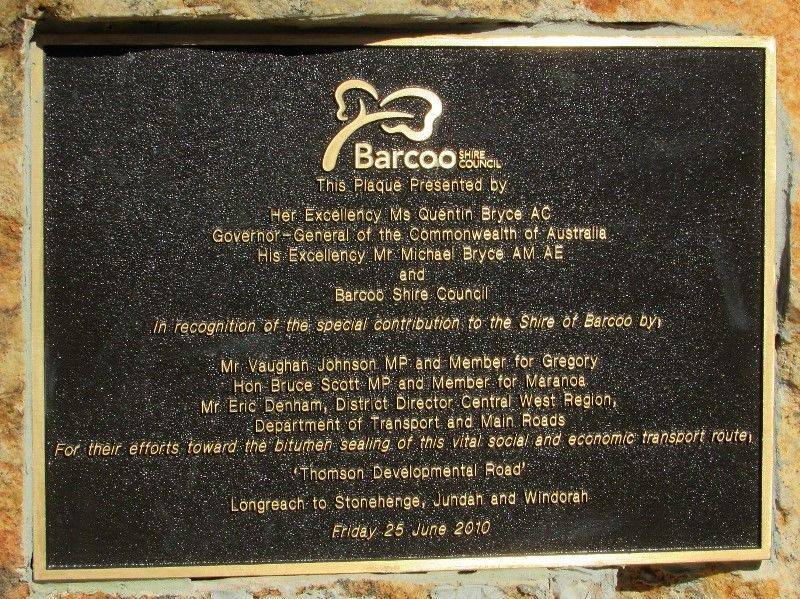 Barcoo SHIRE COUNCIL
This Plaque Presented by
Her Excellency Ms Quentin Bryce AC
Governor-General of the Commonwealth of Australia
His Excellency Mr Michael Bryce AM AE
and
Barcoo Shire Council
In recognition of the special contribution to the Shire of Barcoo by;
Mr Vaughan Johnson MP and Member for Gregory
Hon Bruce Scott MP and Member for Maranoa
Mr Eric Denham, District Director Central West Region,
Department of Transport and Main Roads
For their efforts toward the bitumen sealing of this vital social and economic transport route;
'Thomson Developmental Road'
Longreach to Stonehenge, Jundah and Windorah
Friday 25 June 2010